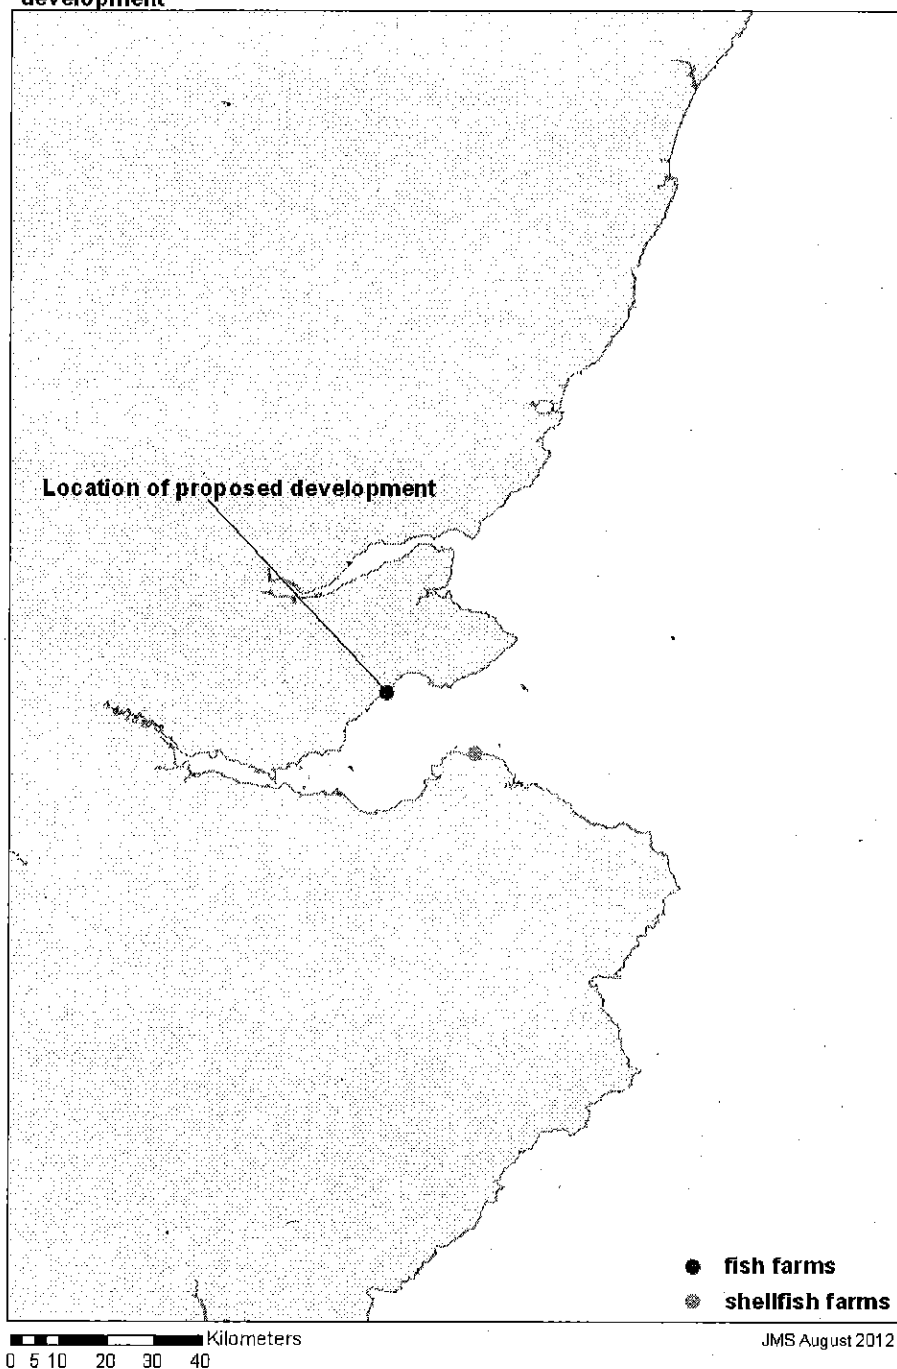 development
Location of proposed development
fish farms
shellfish farms
Kilometers
JMS August 2012
0 5 10 20 30 40